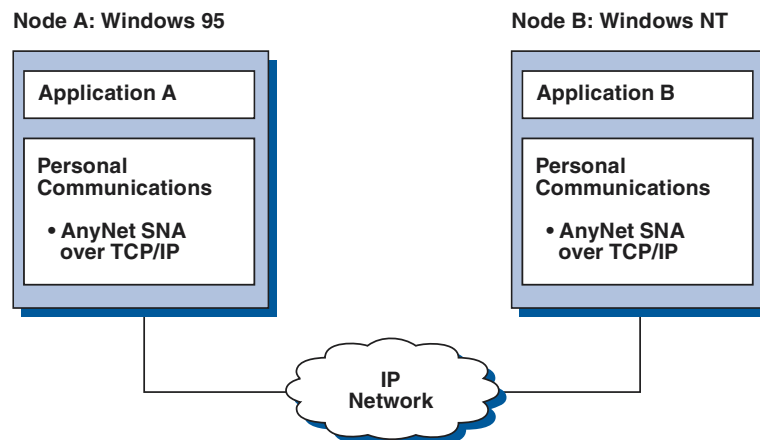 Node A: Windows 95
Node B: Windows NT
Application A
Application B
Personal
Communications
• AnyNet SNA
over TCP/IP
Personal
Communications
• AnyNet SNA
over TCP/IP
IP
Network